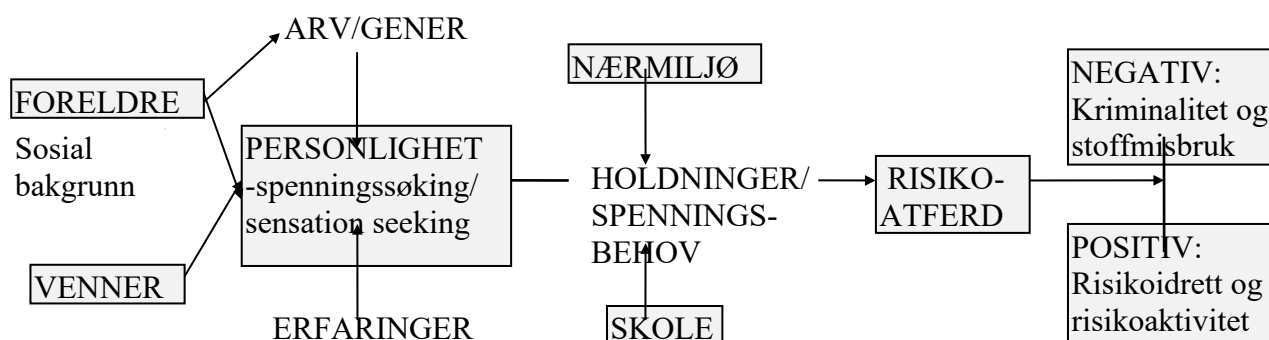 ARV/GENER
FORELDRE
Sosial
bakgrunn
VENNER
PERSONLIGHET
-spenningssøking/
sensation seeking
ERFARINGER
NÆRMILJØ
HOLDNINGER/
SPENNINGS-
BEHOV
SKOLE
RISIKO-
ATFERD
NEGATIV:
Kriminalitet og
stoffmisbruk
POSITIV:
Risikoidrett og
risikoaktivitet